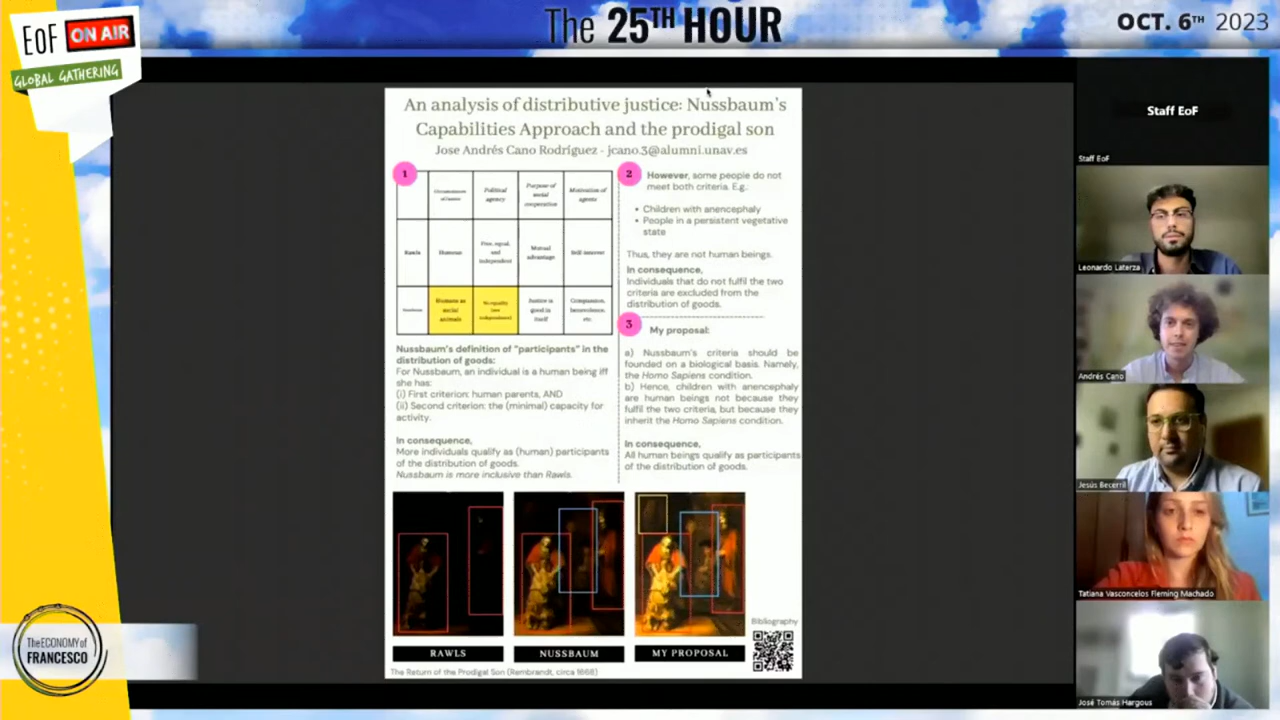 EoF ON AIR
GLOBAL GATHERING
The 25TH HOUR
OCT. 6TH 2023
An analysis of distributive justice: Nussbaum's
Capabilities Approach and the prodigal son
Jose Andrés Cano Rodríguez - jcano.3@alumni.unav.es
1
Circumstances of justice
Political agency
Purpose of social cooperation
Motivation of agents
Rawls
Humean
Free, equal, and independent
Mutual advantage
Self-interest
Nussbaum
Humans as social animals
No equality (nor independence)
Justice is good in itself
Compassion, benevolence, etc.
Nussbaum's definition of "participants" in the
distribution of goods:
For Nussbaum, an individual is a human being iff
she has:
(i) First criterion: human parents, AND
(ii) Second criterion: the (minimal) capacity for
activity.
In consequence,
More individuals qualify as (human) participants
of the distribution of goods.
Nussbaum is more inclusive than Rawls.
2
However, some people do not
meet both criteria. E.g.
• Children with anencephaly
• People in a persistent vegetative
state
Thus, they are not human beings.
In consequence,
Individuals that do not fulfil the two
criteria are excluded from the
distribution of goods.
3
My proposal:
a) Nussbaum's criteria should be
founded on a biological basis. Namely,
the Homo Sapiens condition.
b) Hence, children with anencephaly
are human beings not because they
fulfil the two criteria, but because they
inherit the Homo Sapiens condition.
In consequence,
All human beings qualify as participants
of the distribution of goods.
RAWLS
NUSSBAUM
MY PROPOSAL
Bibliography
The Return of the Prodigal Son (Rembrandt, circa 1668)
Staff EoF
Staff EoF
Leonardo Laterza
Andrés Cano
Jesús Becerril
Tatiana Vasconcelos Fleming Machado
José Tomás Hargous
The ECONOMY of
FRANCESCO